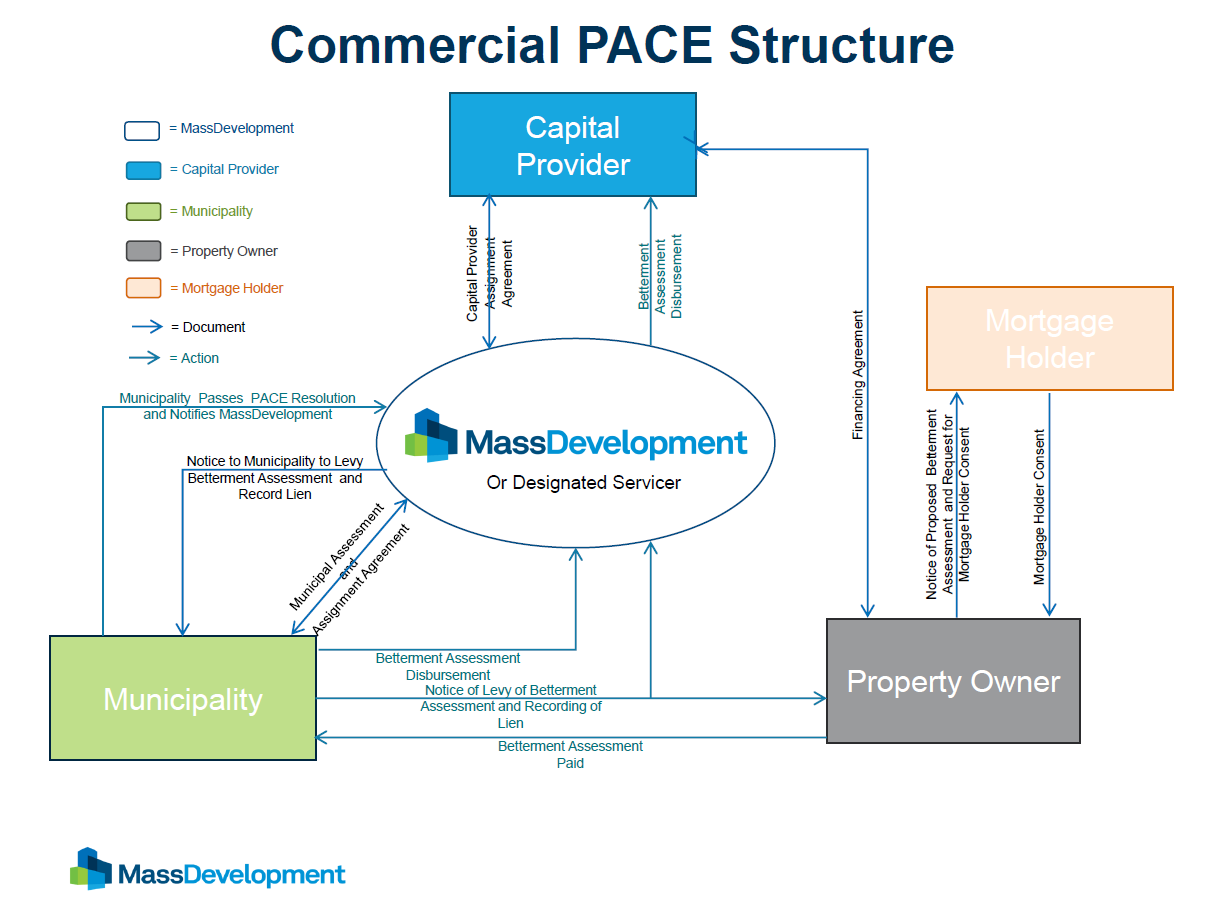 Commercial PACE Structure
= MassDevelopment
= Capital Provider
= Municipality
= Property Owner
= Mortgage Holder
= Document
= Action
Capital
Provider
Capital Provider
Assignment
Agreement
Betterment
Assessment
Disbursement
Financing Agreement
Mortgage
Holder
Municipality Passes PACE Resolution
and Notifies MassDevelopment
MassDevelopment
Or Designated Servicer
Notice to Municipality to Levy
Betterment Assessment and
Record Lien
Municipal Assessment
and
Assignment Agreement
Notice of Proposed Betterment
Assessment and Request for
Mortgage Holder Consent
Mortgage Holder Consent
Municipality
Betterment Assessment
Disbursement
Notice of Levy of Betterment
Assessment and Recording of
Lien
Betterment Assessment
Paid
Property Owner
MassDevelopment